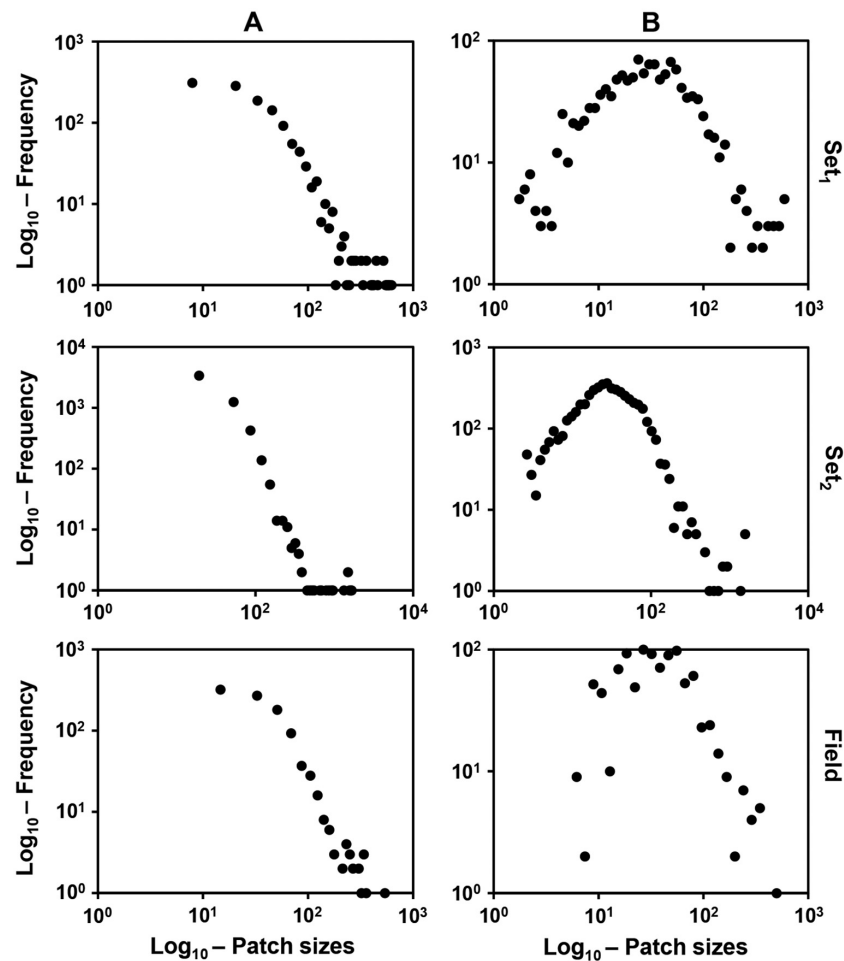 A B
10³ 10²
10² 10¹
10¹ 10⁰
10⁰
Log₁₀ – Frequency
Set₁
10⁰ 10¹ 10² 10³ 10⁰ 10¹ 10² 10³
10⁴ 10³
10³ 10²
10² 10¹
10¹ 10⁰
10⁰
Log₁₀ – Frequency
Set₂
10⁰ 10² 10⁴ 10⁰ 10² 10⁴
10³ 10²
10² 10¹
10¹ 10⁰
10⁰
Log₁₀ – Frequency
Field
10⁰ 10¹ 10² 10³ 10⁰ 10¹ 10² 10³
Log₁₀ – Patch sizes Log₁₀ – Patch sizes